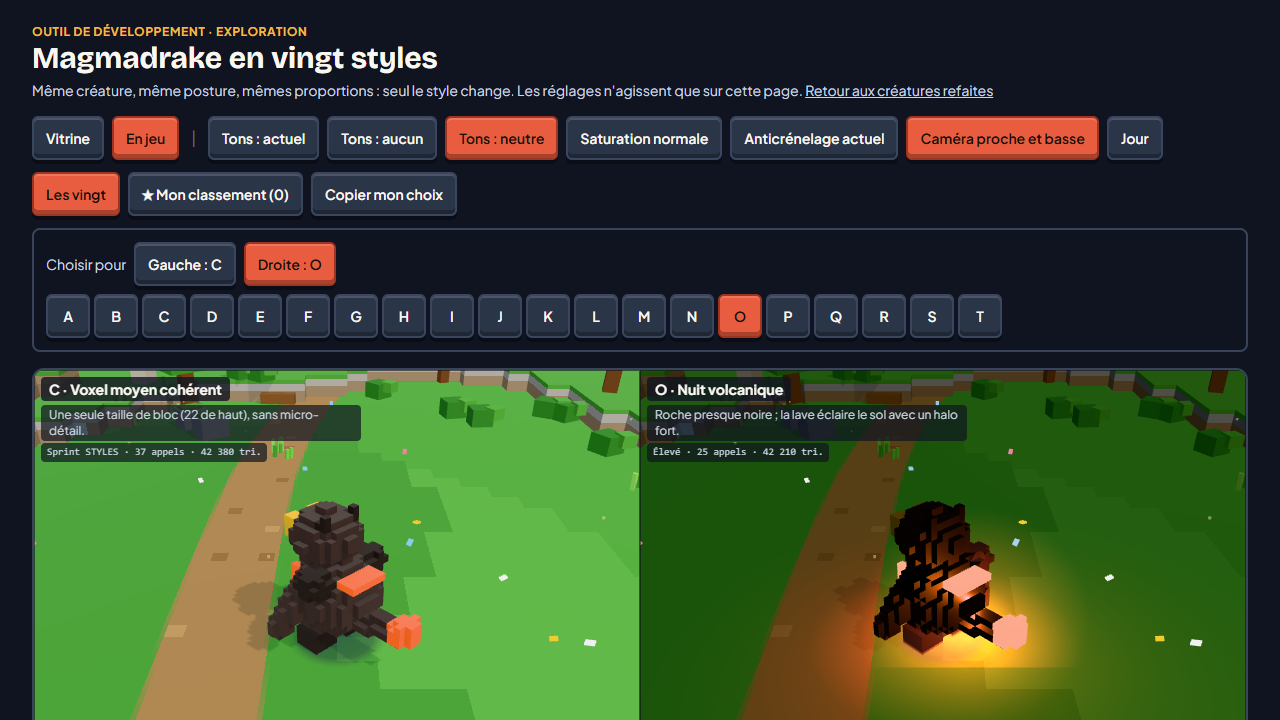 OUTIL DE DÉVELOPPEMENT · EXPLORATION
Magmadrake en vingt styles
Même créature, même posture, mêmes proportions : seul le style change. Les réglages n'agissent que sur cette page. Retour aux créatures refaites
Vitrine En jeu | Tons : actuel Tons : aucun Tons : neutre Saturation normale Anticrénelage actuel Caméra proche et basse Jour
Les vingt ★ Mon classement (0) Copier mon choix
Choisir pour Gauche : C Droite : O
A B C D E F G H I J K L M N O P Q R S T
C · Voxel moyen cohérent
Une seule taille de bloc (22 de haut), sans micro-
détail.
Sprint STYLES · 37 appels · 42 380 tri.
O · Nuit volcanique
Roche presque noire ; la lave éclaire le sol avec un halo
fort.
Élevé · 25 appels · 42 210 tri.